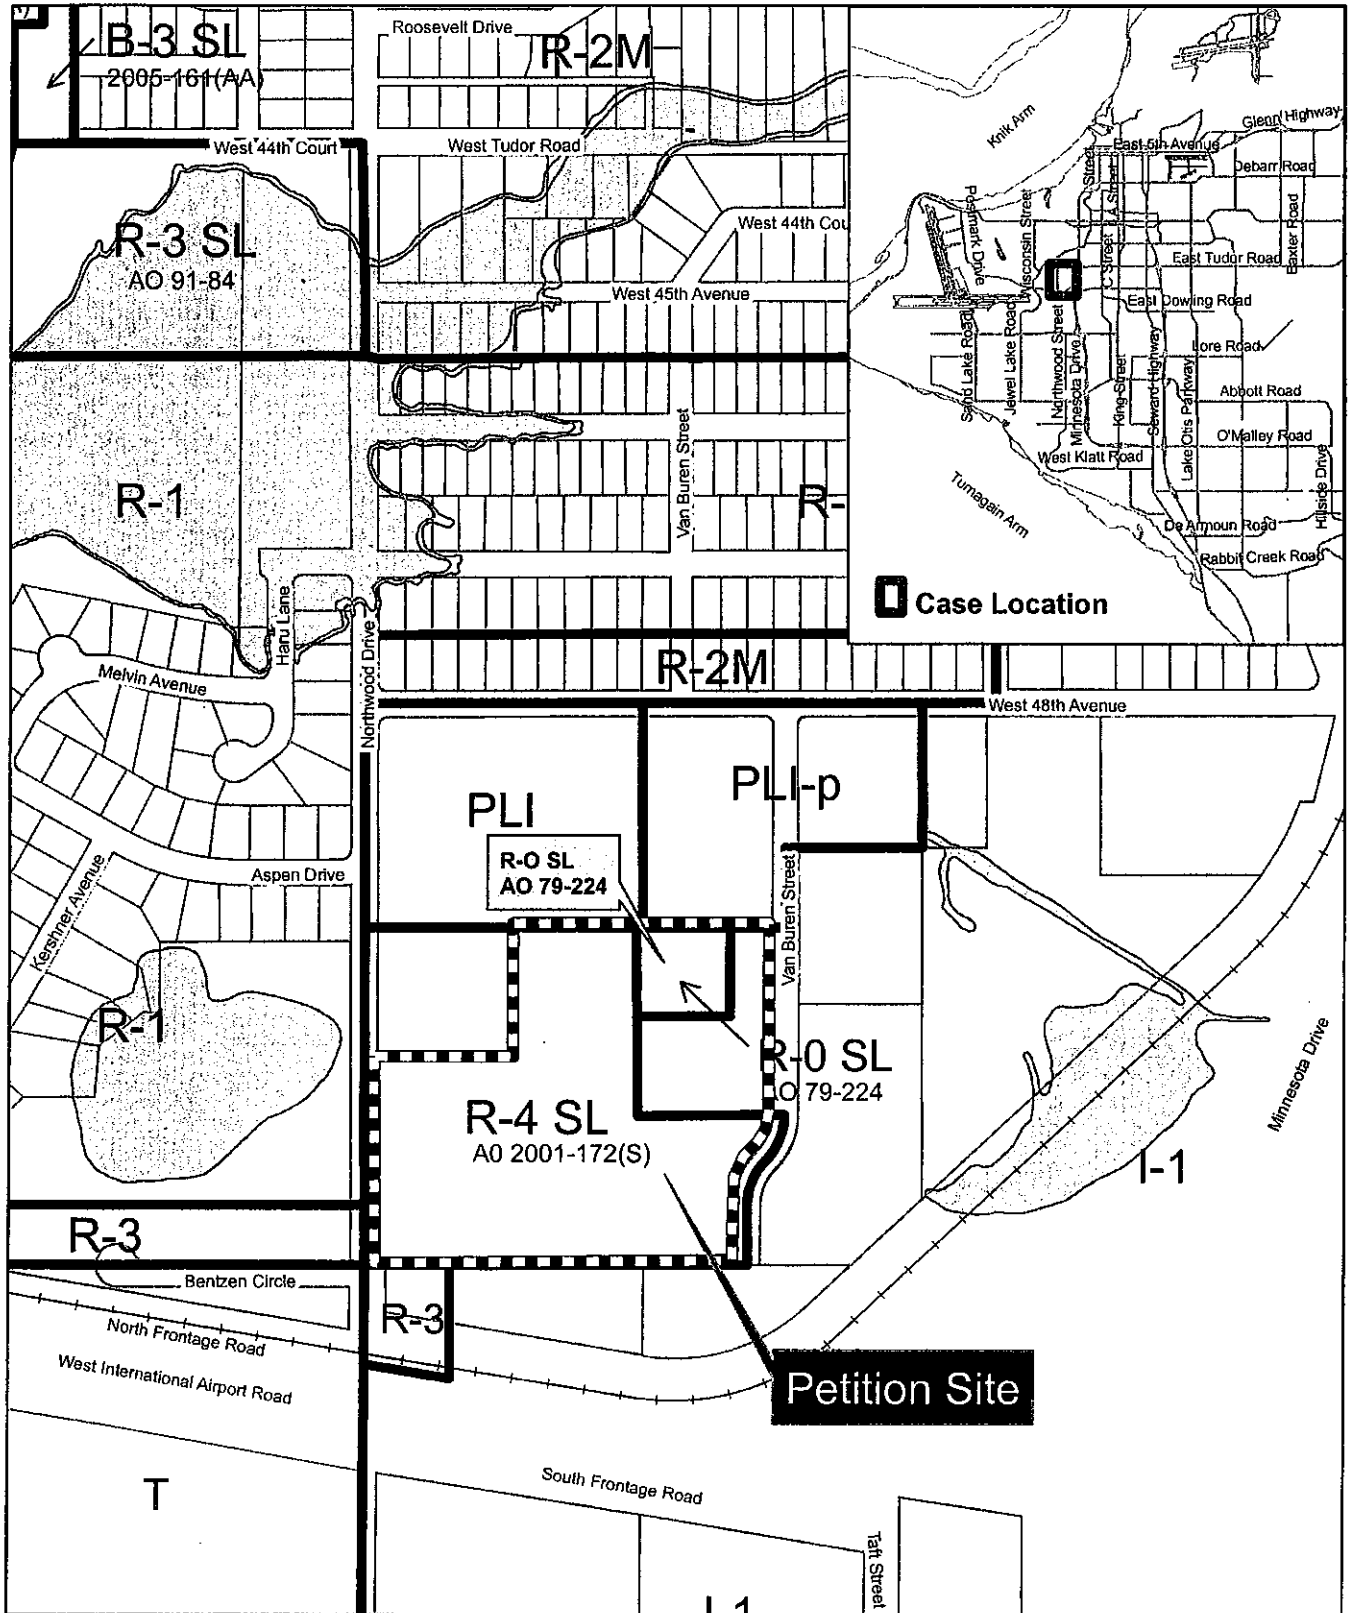 B-3 SL
2005-161(AA)
Roosevelt Drive
R-2M
West 44th Court
West Tudor Road
R-3 SL
AO 91-84
West 44th Cou
West 45th Avenue
R-1
Van Buren Street
R-
Haru Lane
Melvin Avenue
Northwood Drive
R-2M
West 48th Avenue
PLI
PLI-p
R-O SL
AO 79-224
Aspen Drive
Kershner Avenue
Van Buren Street
R-1
R-0 SL
AO 79-224
R-4 SL
A0 2001-172(S)
Minnesota Drive
I-1
R-3
Bentzen Circle
R-3
North Frontage Road
West International Airport Road
Petition Site
T
South Frontage Road
Taft Street
Knik Arm
Glenn Highway
East 5th Avenue
Debarr Road
Street
A Street
C Street
Postmark Drive
Wisconsin Street
Baxter Road
East Tudor Road
East Dowling Road
Lore Road
Sand Lake Road
Jewel Lake Road
Northwood Street
Minnesota Drive
King Street
Seward Highway
Lake Otis Parkway
Abbott Road
O'Malley Road
West Klatt Road
Hillside Drive
Turnagain Arm
De Armoun Road
Rabbit Creek Road
Case Location